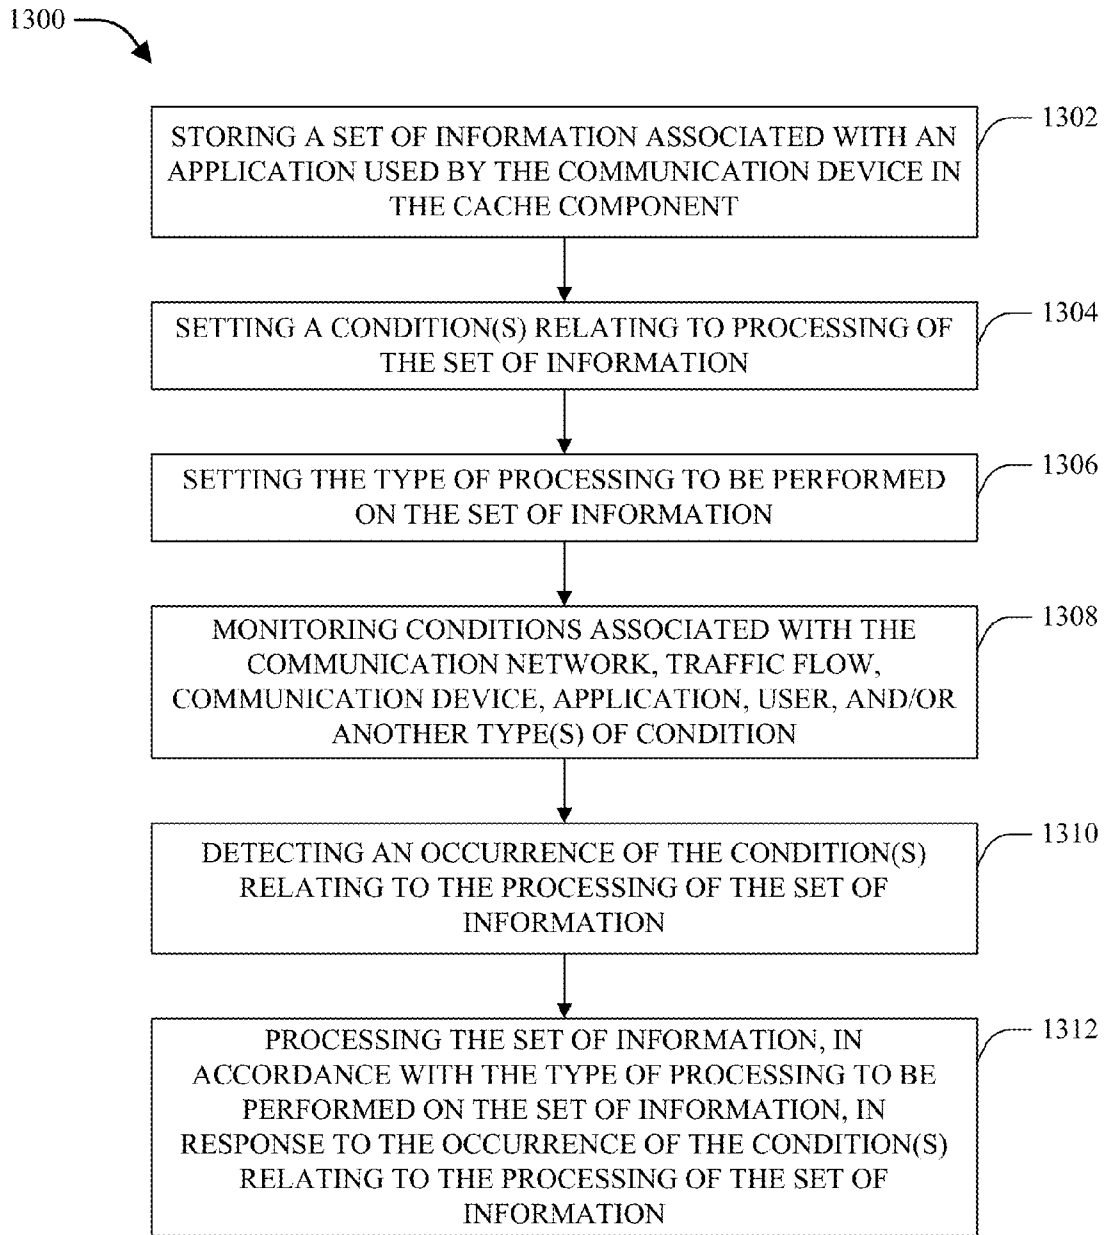 1300
STORING A SET OF INFORMATION ASSOCIATED WITH AN
APPLICATION USED BY THE COMMUNICATION DEVICE IN
THE CACHE COMPONENT
1302
SETTING A CONDITION(S) RELATING TO PROCESSING OF
THE SET OF INFORMATION
1304
SETTING THE TYPE OF PROCESSING TO BE PERFORMED
ON THE SET OF INFORMATION
1306
MONITORING CONDITIONS ASSOCIATED WITH THE
COMMUNICATION NETWORK, TRAFFIC FLOW,
COMMUNICATION DEVICE, APPLICATION, USER, AND/OR
ANOTHER TYPE(S) OF CONDITION
1308
DETECTING AN OCCURRENCE OF THE CONDITION(S)
RELATING TO THE PROCESSING OF THE SET OF
INFORMATION
1310
PROCESSING THE SET OF INFORMATION, IN
ACCORDANCE WITH THE TYPE OF PROCESSING TO BE
PERFORMED ON THE SET OF INFORMATION, IN
RESPONSE TO THE OCCURRENCE OF THE CONDITION(S)
RELATING TO THE PROCESSING OF THE SET OF
INFORMATION
1312